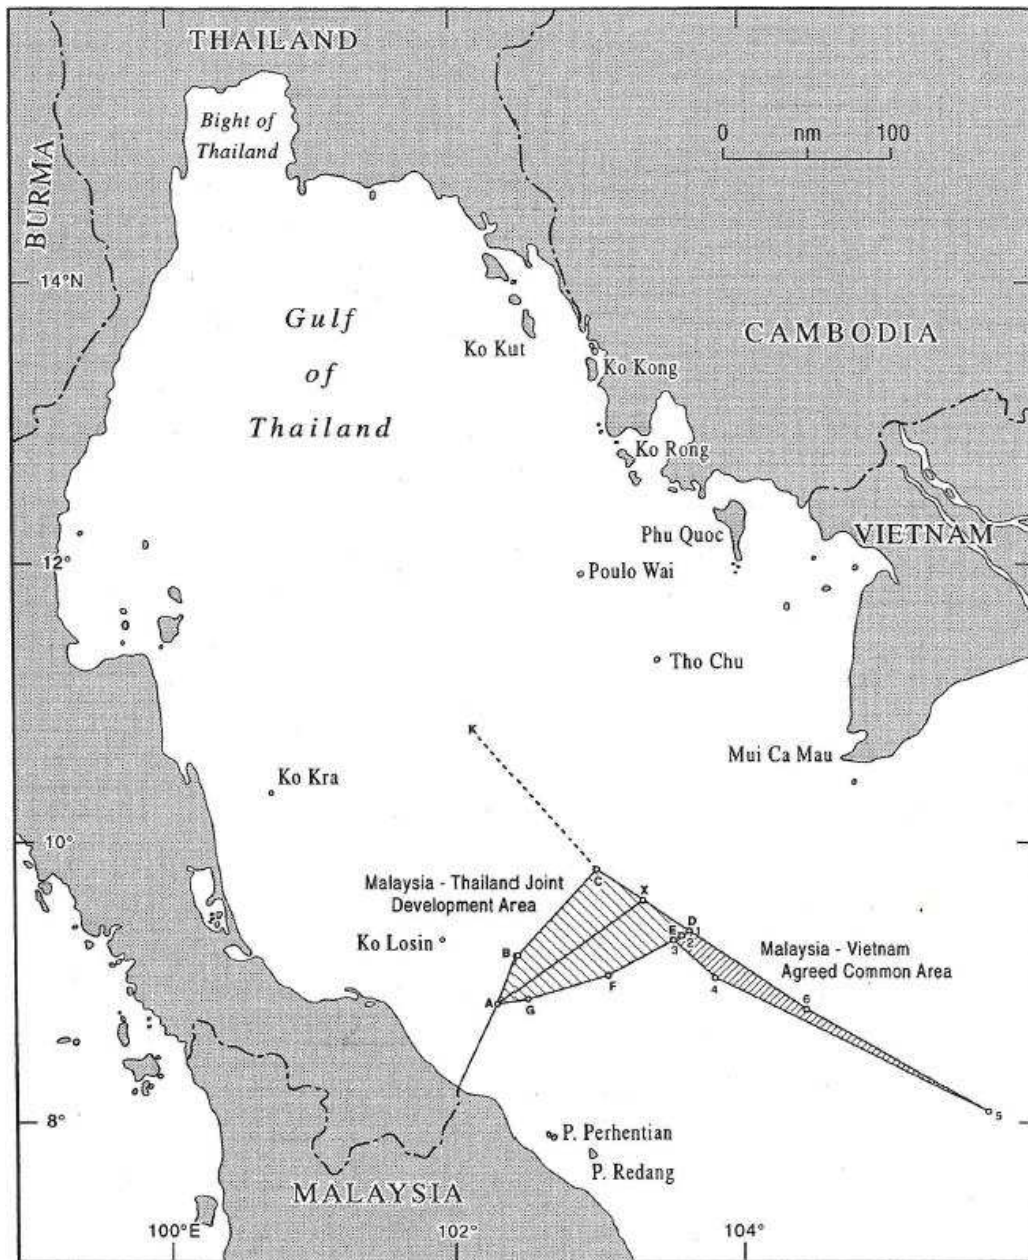 THAILAND
Bight of
Thailand
0 nm 100
BURMA
14°N
Gulf
of
Thailand
CAMBODIA
Ko Kut
Ko Kong
Ko Rong
Phu Quoc
VIETNAM
12°
Poulo Wai
Tho Chu
K
Mui Ca Mau
Ko Kra
10°
C
Malaysia - Thailand Joint
Development Area
X
D
1
E
2
3
Ko Losin
B
Malaysia - Vietnam
Agreed Common Area
F
4
A
G
6
5
8°
P. Perhentian
P. Redang
MALAYSIA
100°E
102°
104°